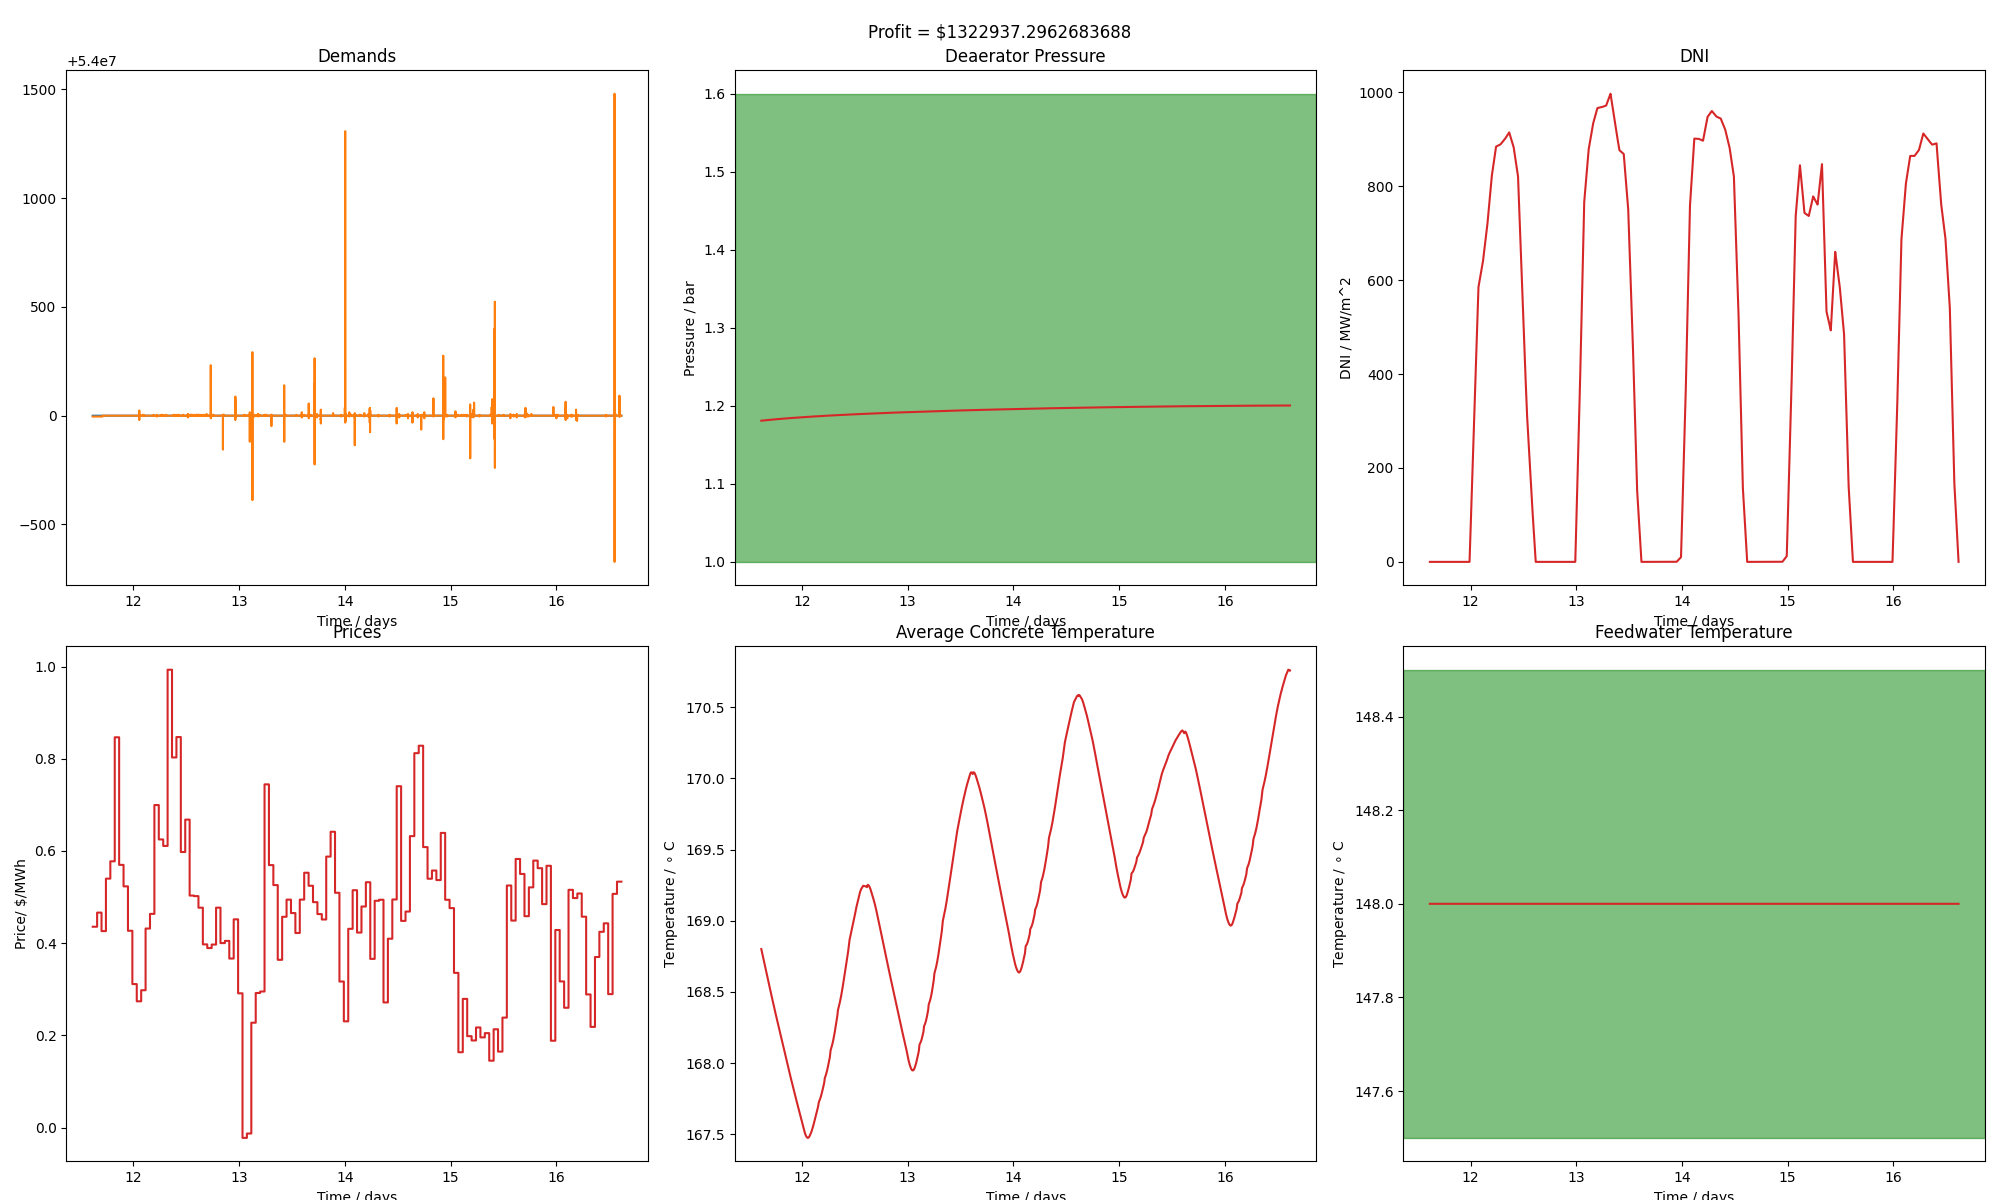 Profit = $1322937.2962683688
Demands
+5.4e7
1500
1000
500
0
−500
12 13 14 15 16
Time / days
Deaerator Pressure
Pressure / bar
1.6
1.5
1.4
1.3
1.2
1.1
1.0
12 13 14 15 16
Time / days
DNI
DNI / MW/m^2
1000
800
600
400
200
0
12 13 14 15 16
Time / days
Prices
Price/ $/MWh
1.0
0.8
0.6
0.4
0.2
0.0
12 13 14 15 16
Time / days
Average Concrete Temperature
Temperature / ∘ C
170.5
170.0
169.5
169.0
168.5
168.0
167.5
12 13 14 15 16
Time / days
Feedwater Temperature
Temperature / ∘ C
148.4
148.2
148.0
147.8
147.6
12 13 14 15 16
Time / days